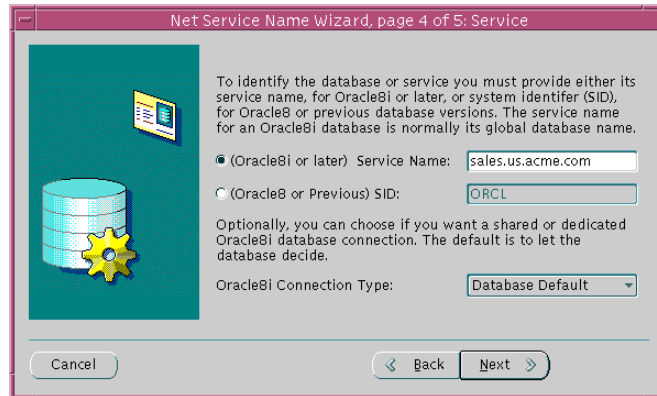 Net Service Name Wizard, page 4 of 5: Service
To identify the database or service you must provide either its
service name, for Oracle8i or later, or system identifer (SID),
for Oracle8 or previous database versions. The service name
for an Oracle8i database is normally its global database name.
(Oracle8i or later) Service Name: sales.us.acme.com
(Oracle8 or Previous) SID: ORCL
Optionally, you can choose if you want a shared or dedicated
Oracle8i database connection. The default is to let the
database decide.
Oracle8i Connection Type: Database Default
Cancel Back Next